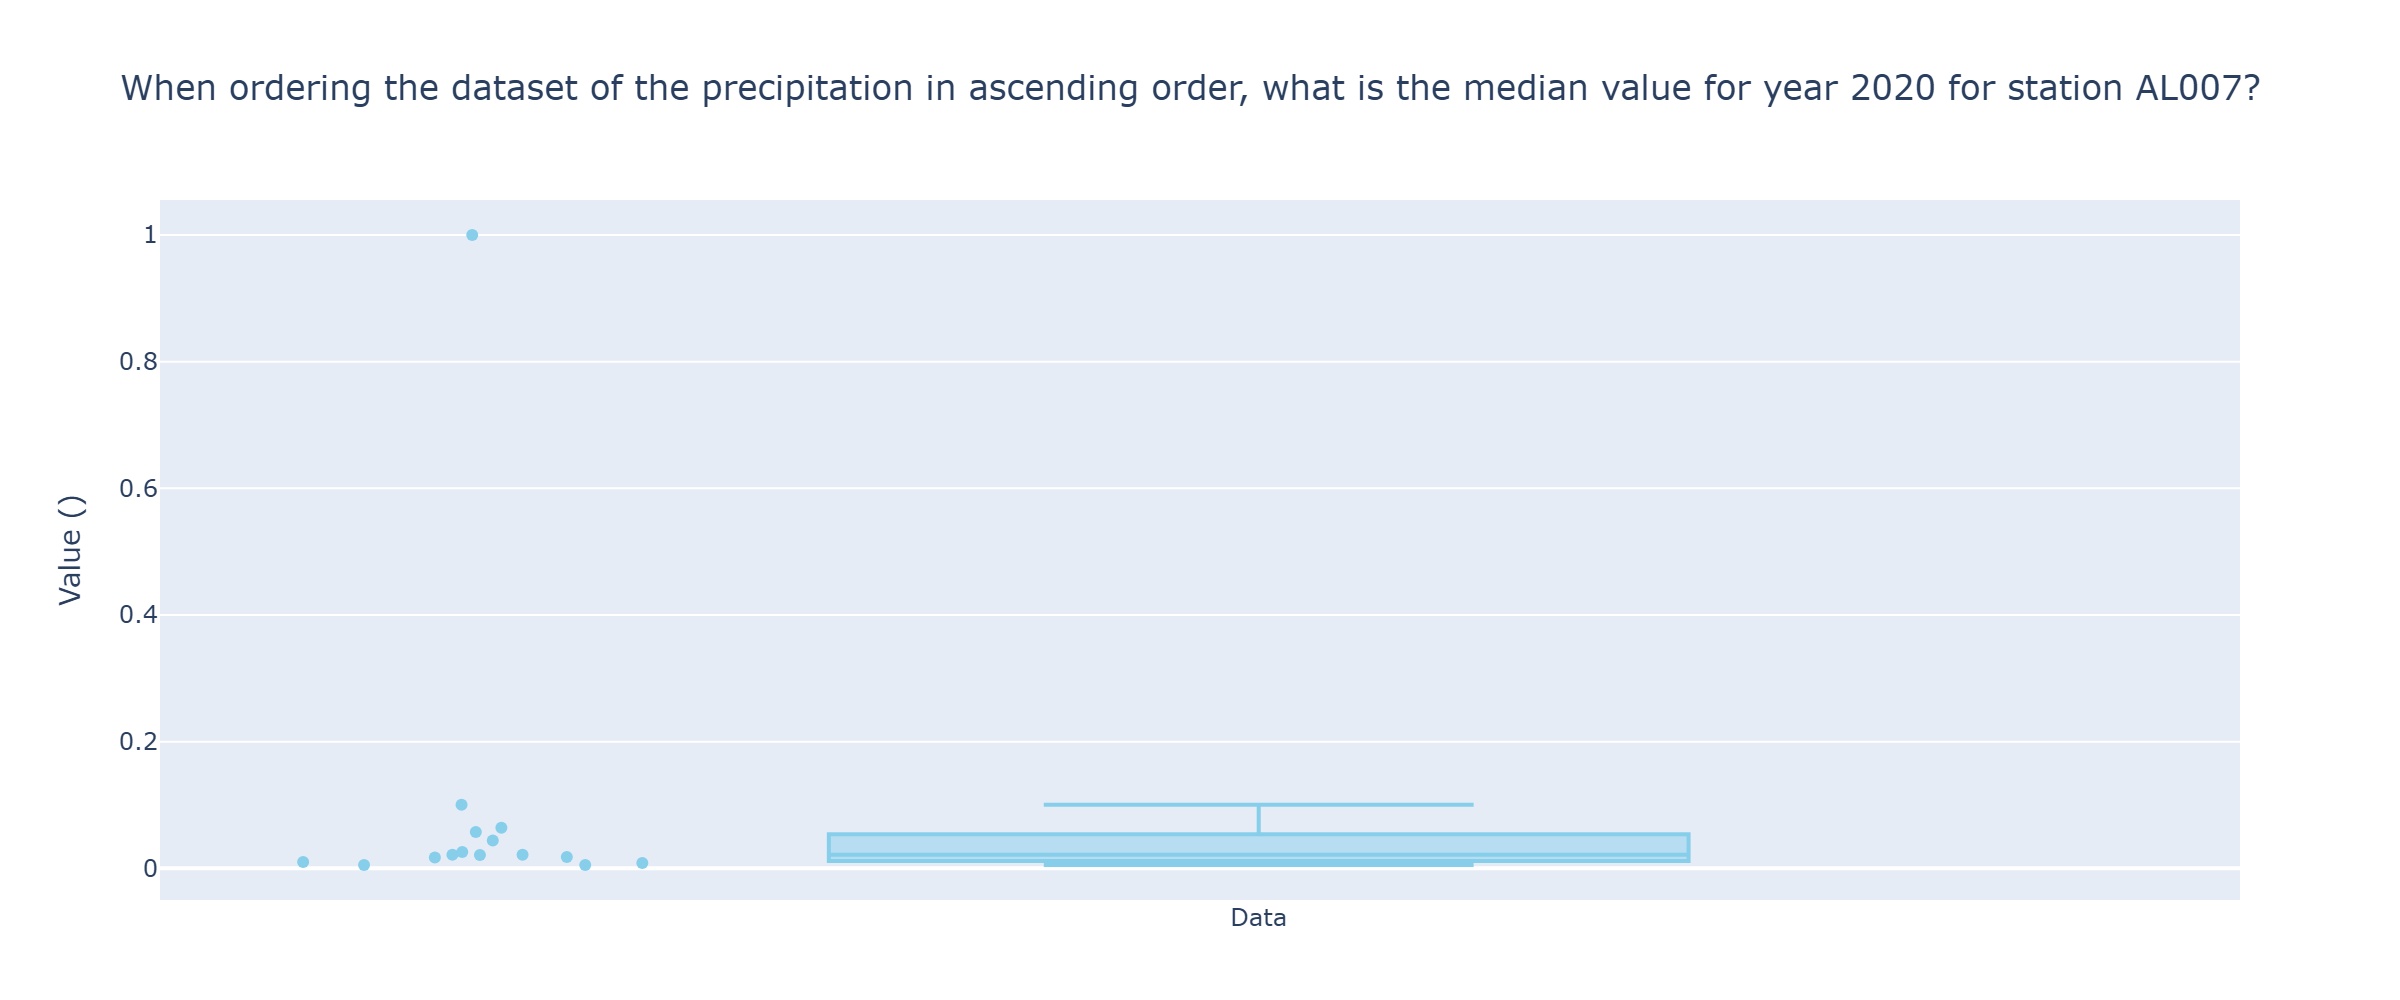 When ordering the dataset of the precipitation in ascending order, what is the median value for year 2020 for station AL007?
1
0.8
0.6
0.4
0.2
0
Value ()
Data